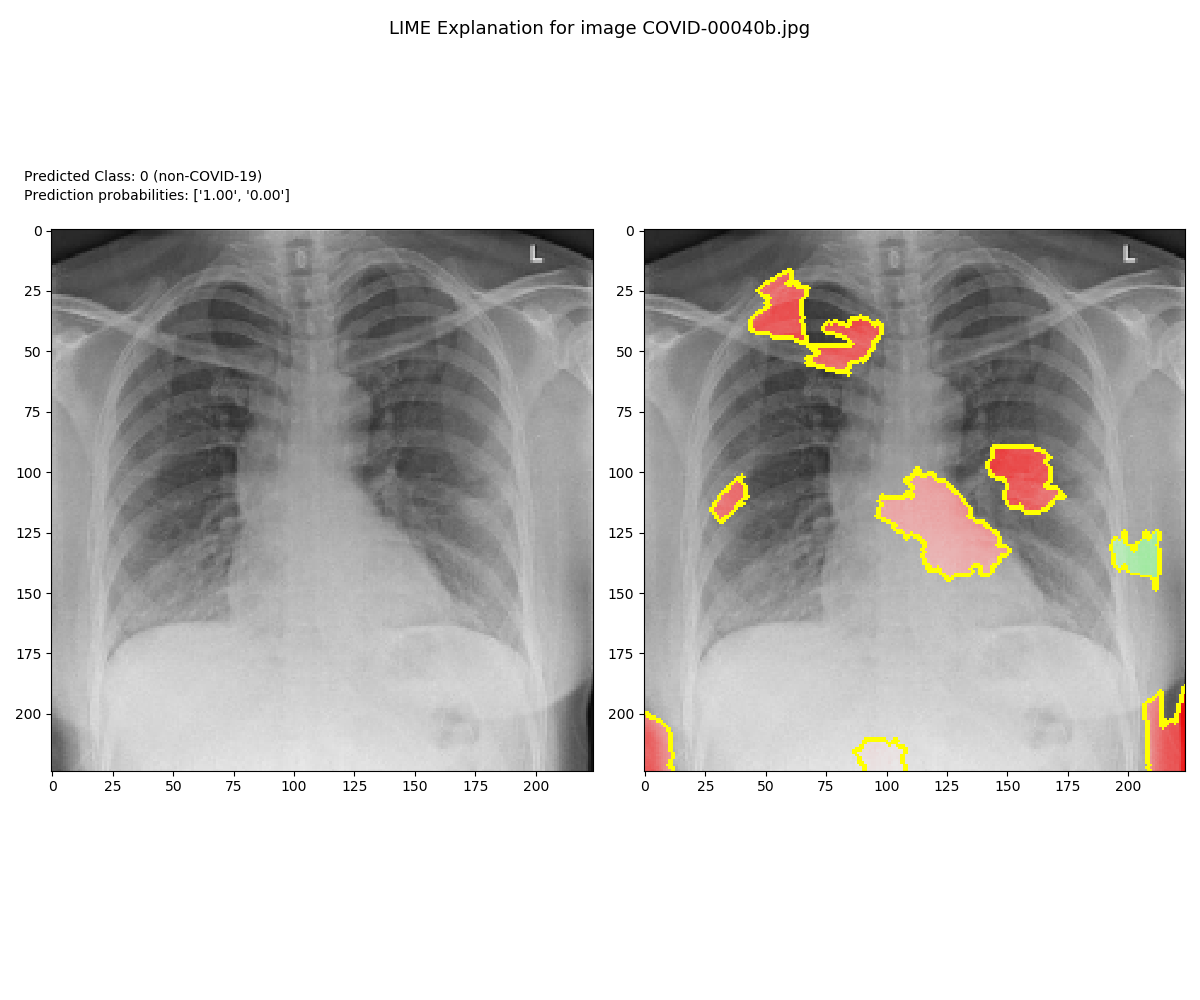 LIME Explanation for image COVID-00040b.jpg
Predicted Class: 0 (non-COVID-19)
Prediction probabilities: ['1.00', '0.00']
0
25
50
75
100
125
150
175
200
0 25 50 75 100 125 150 175 200
L
0
25
50
75
100
125
150
175
200
0 25 50 75 100 125 150 175 200
L